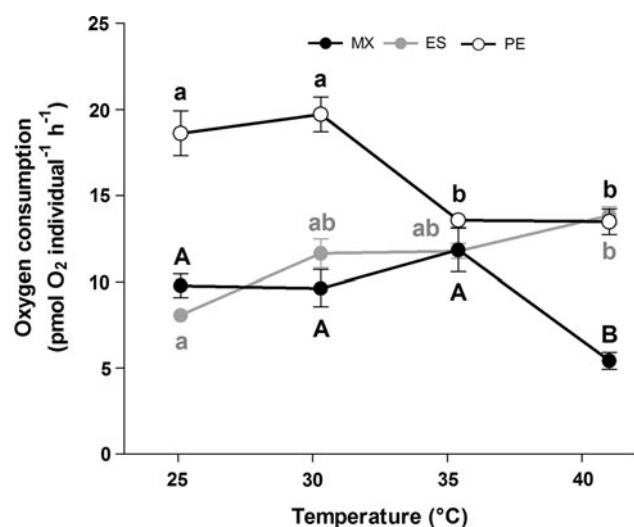 MX ES PE
Oxygen consumption
(pmol O₂ individual⁻¹ h⁻¹)
25
20
15
10
5
0
a a b b
ab ab
A A A B
a b
25 30 35 40
Temperature (°C)